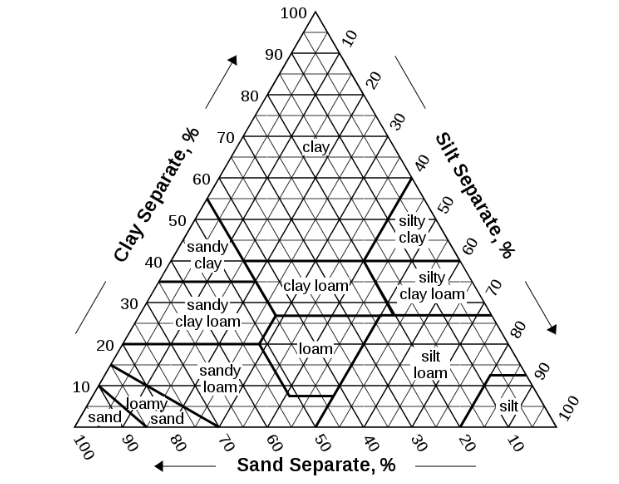 100
90
80
70
60
50
40
30
20
10
10
20
30
40
50
60
70
80
90
100
Clay Separate, %
Silt Separate, %
clay
silty
clay
sandy
clay
clay loam
silty
clay loam
sandy
clay loam
loam
silt
loam
sandy
loam
silt
sand
loamy
sand
100
90
80
70
60
50
40
30
20
10
Sand Separate, %